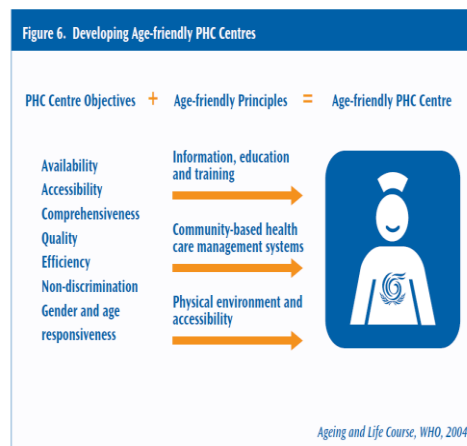 Figure 6. Developing Age-friendly PHC Centres
PHC Centre Objectives + Age-friendly Principles = Age-friendly PHC Centre
Availability
Accessibility
Comprehensiveness
Quality
Efficiency
Non-discrimination
Gender and age
responsiveness
Information, education
and training
Community-based health
care management systems
Physical environment and
accessibility
Ageing and Life Course, WHO, 2004